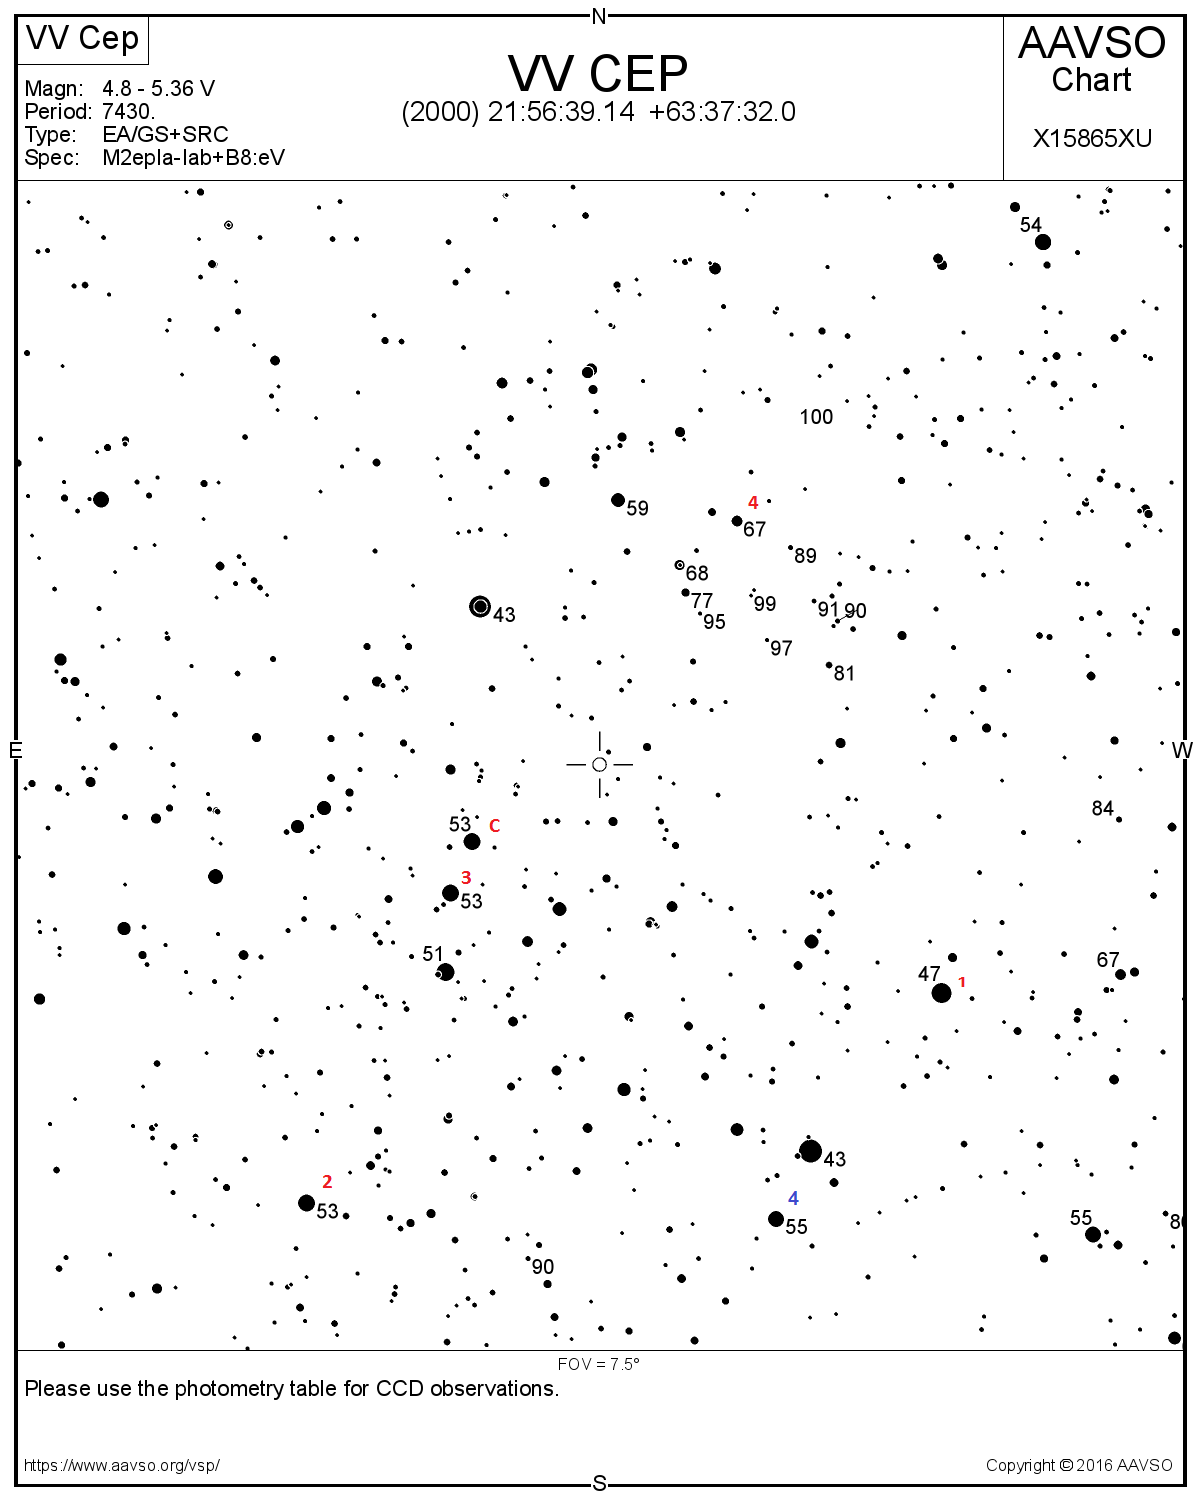 N
VV Cep
VV CEP
(2000) 21:56:39.14 +63:37:32.0
AAVSO
Chart
X15865XU
Magn: 4.8 - 5.36 V
Period: 7430.
Type: EA/GS+SRC
Spec: M2epIa-Iab+B8:eV
54
100
59
4
67
89
68
77
95
99
91
90
43
97
81
E
W
84
53
C
3
53
51
47
1
67
43
2
53
4
55
55
90
FOV = 7.5°
Please use the photometry table for CCD observations.
https://www.aavso.org/vsp/
Copyright © 2016 AAVSO
S